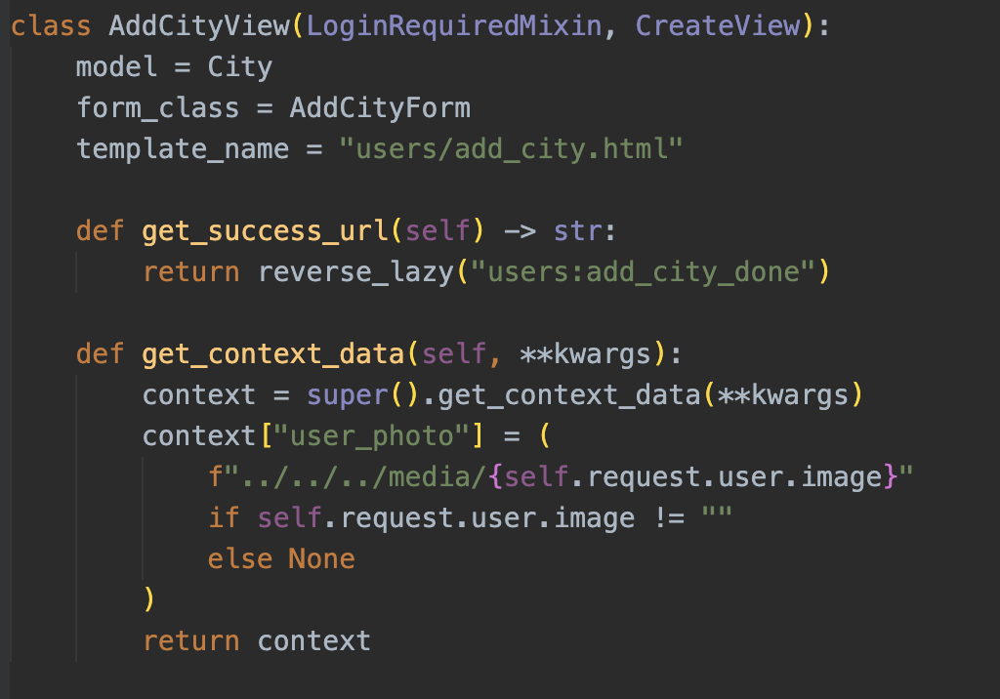 class AddCityView(LoginRequiredMixin, CreateView):
    model = City
    form_class = AddCityForm
    template_name = "users/add_city.html"

    def get_success_url(self) -> str:
        return reverse_lazy("users:add_city_done")

    def get_context_data(self, **kwargs):
        context = super().get_context_data(**kwargs)
        context["user_photo"] = (
            f"../../../media/{self.request.user.image}"
            if self.request.user.image != ""
            else None
        )
        return context